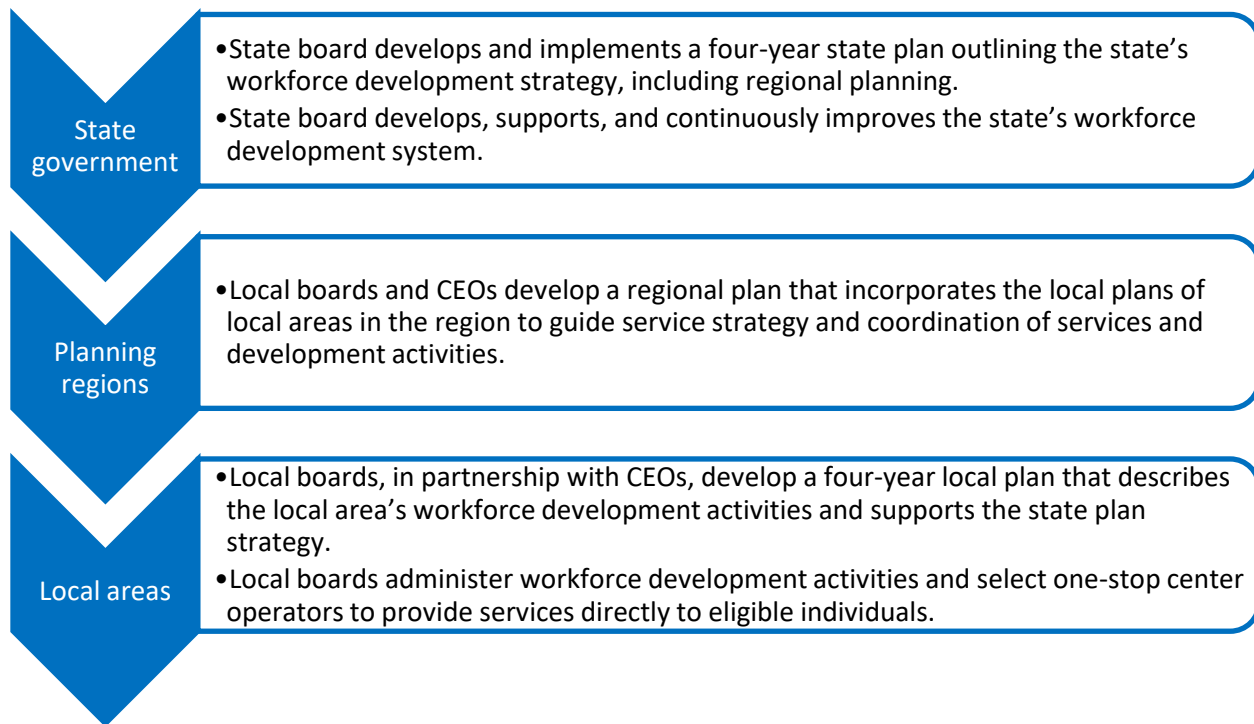 State
government
•State board develops and implements a four-year state plan outlining the state’s
workforce development strategy, including regional planning.
•State board develops, supports, and continuously improves the state’s workforce
development system.
Planning
regions
•Local boards and CEOs develop a regional plan that incorporates the local plans of
local areas in the region to guide service strategy and coordination of services and
development activities.
Local areas
•Local boards, in partnership with CEOs, develop a four-year local plan that describes
the local area’s workforce development activities and supports the state plan
strategy.
•Local boards administer workforce development activities and select one-stop center
operators to provide services directly to eligible individuals.